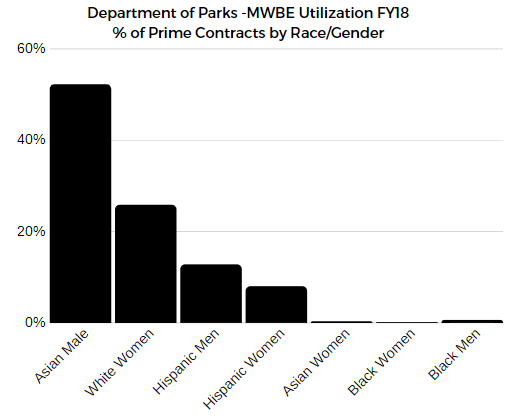 Department of Parks -MWBE Utilization FY18
% of Prime Contracts by Race/Gender
60%
40%
20%
0%
Asian Male
White Women
Hispanic Men
Hispanic Women
Asian Women
Black Women
Black Men